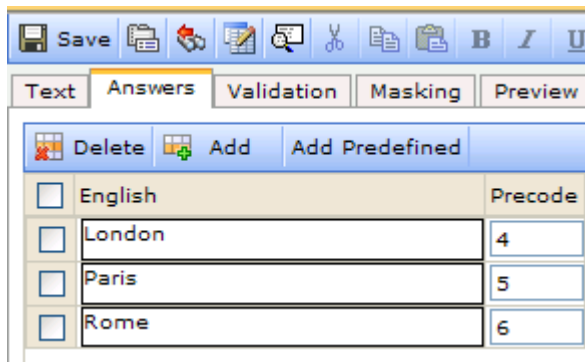 Save B I U
Text Answers Validation Masking Preview
Delete Add Add Predefined
English Precode
London 4
Paris 5
Rome 6